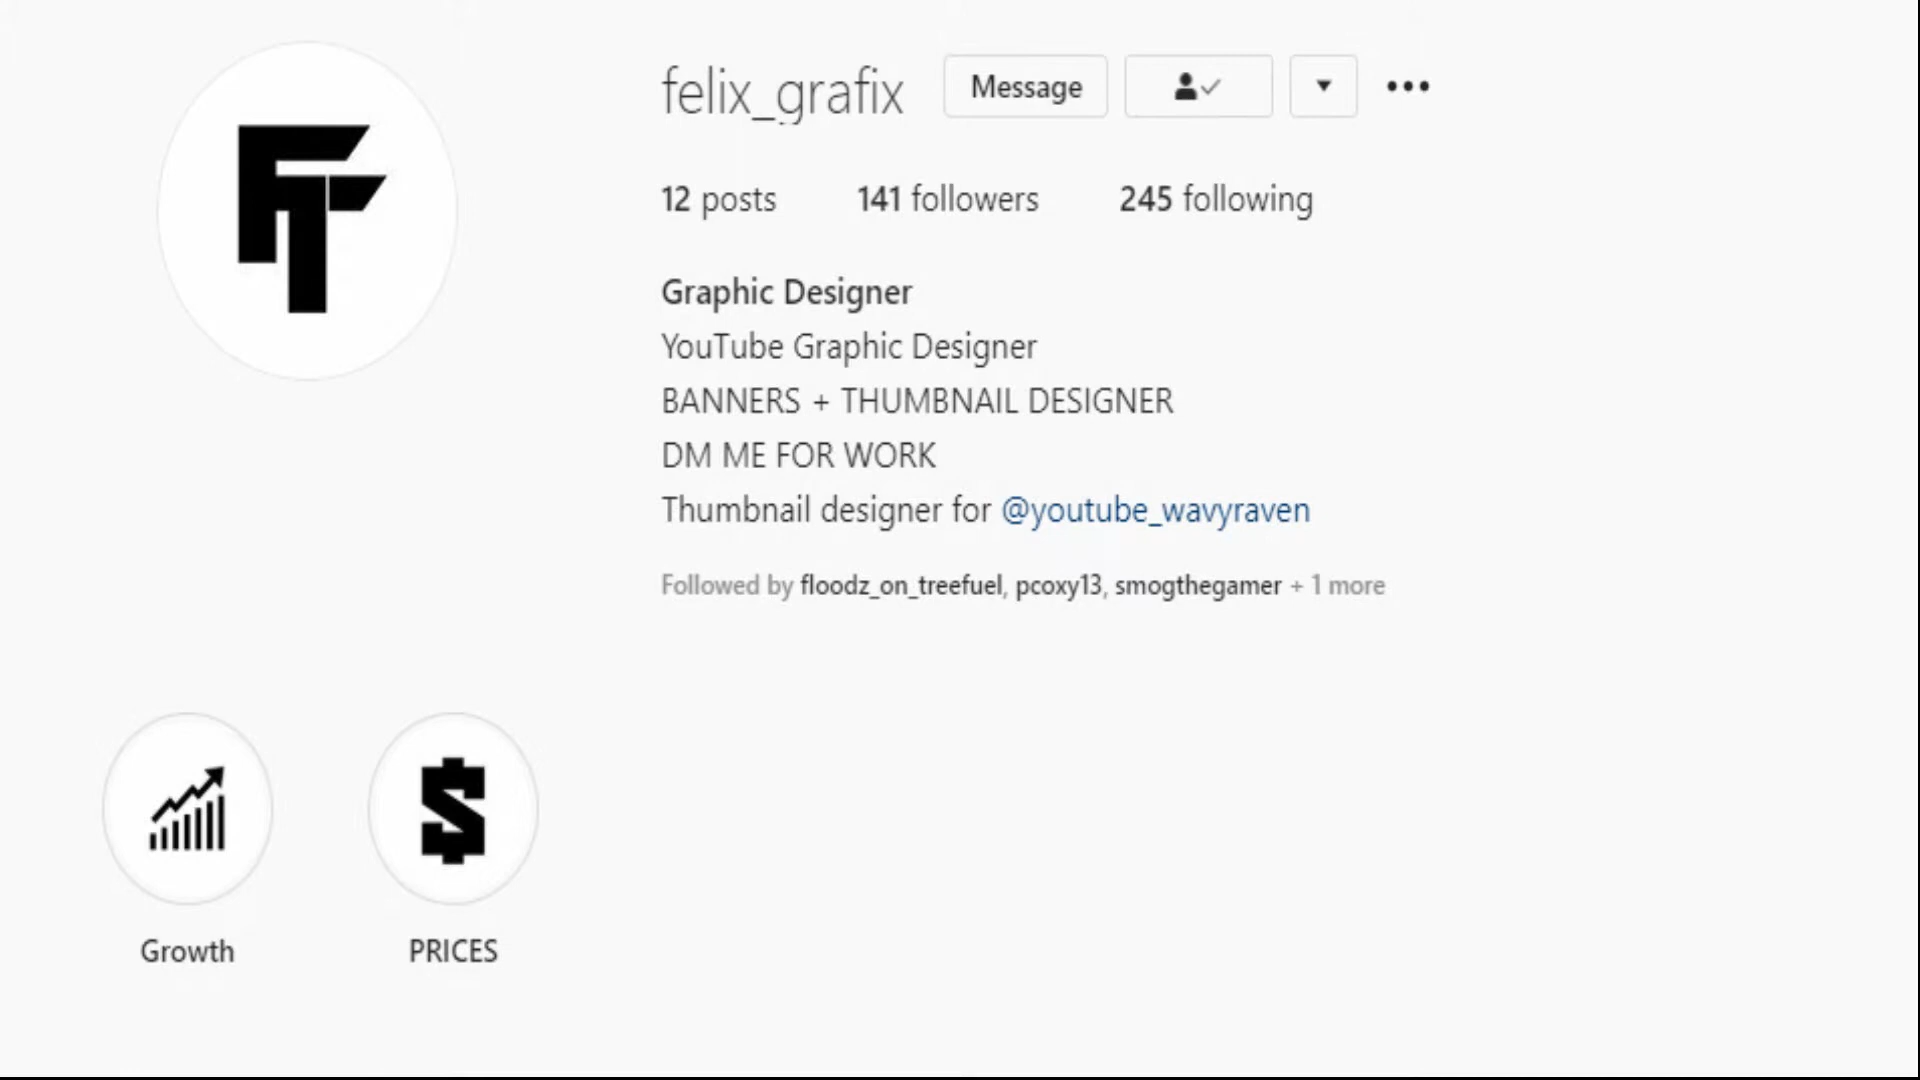 felix_grafix Message
12 posts 141 followers 245 following
Graphic Designer
YouTube Graphic Designer
BANNERS + THUMBNAIL DESIGNER
DM ME FOR WORK
Thumbnail designer for @youtube_wavyraven
Followed by floodz_on_treefuel, pcoxy13, smogthegamer + 1 more
Growth PRICES